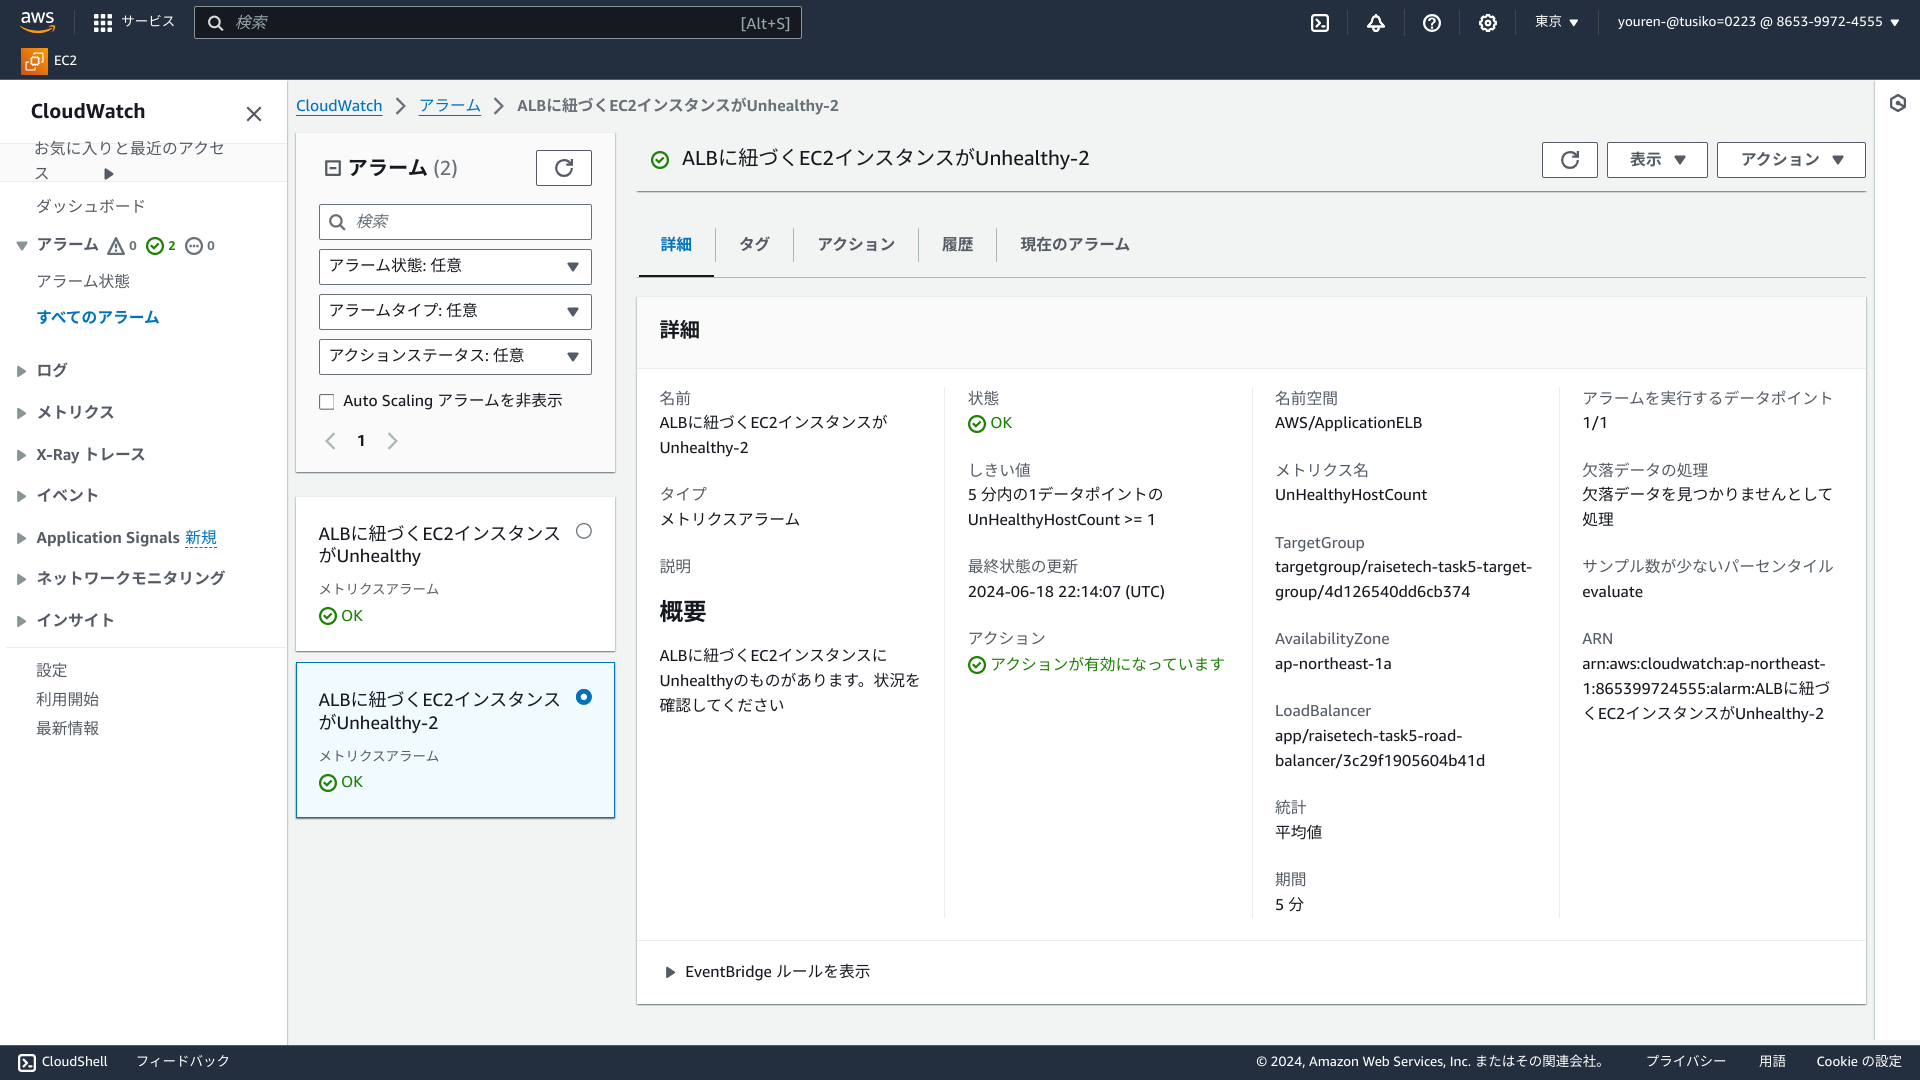 aws
サービス
検索
[Alt+S]
東京
youren-@tusiko=0223 @ 8653-9972-4555
EC2
CloudWatch
お気に入りと最近のアクセ
ス
ダッシュボード
アラーム 0 2 0
アラーム状態
すべてのアラーム
ログ
メトリクス
X-Ray トレース
イベント
Application Signals 新規
ネットワークモニタリング
インサイト
設定
利用開始
最新情報
CloudWatch
アラーム
ALBに紐づくEC2インスタンスがUnhealthy-2
アラーム (2)
検索
アラーム状態: 任意
アラームタイプ: 任意
アクションステータス: 任意
Auto Scaling アラームを非表示
1
ALBに紐づくEC2インスタンス
がUnhealthy
メトリクスアラーム
OK
ALBに紐づくEC2インスタンス
がUnhealthy-2
メトリクスアラーム
OK
ALBに紐づくEC2インスタンスがUnhealthy-2
表示
アクション
詳細
タグ
アクション
履歴
現在のアラーム
詳細
名前
ALBに紐づくEC2インスタンスが
Unhealthy-2
タイプ
メトリクスアラーム
説明
概要
ALBに紐づくEC2インスタンスに
Unhealthyのものがあります。状況を
確認してください
状態
OK
しきい値
5 分内の1データポイントの
UnHealthyHostCount >= 1
最終状態の更新
2024-06-18 22:14:07 (UTC)
アクション
アクションが有効になっています
名前空間
AWS/ApplicationELB
メトリクス名
UnHealthyHostCount
TargetGroup
targetgroup/raisetech-task5-target-
group/4d126540dd6cb374
AvailabilityZone
ap-northeast-1a
LoadBalancer
app/raisetech-task5-road-
balancer/3c29f1905604b41d
統計
平均値
期間
5 分
アラームを実行するデータポイント
1/1
欠落データの処理
欠落データを見つかりませんとして
処理
サンプル数が少ないパーセンタイル
evaluate
ARN
arn:aws:cloudwatch:ap-northeast-
1:865399724555:alarm:ALBに紐づ
くEC2インスタンスがUnhealthy-2
EventBridge ルールを表示
CloudShell
フィードバック
© 2024, Amazon Web Services, Inc. またはその関連会社。
プライバシー
用語
Cookie の設定